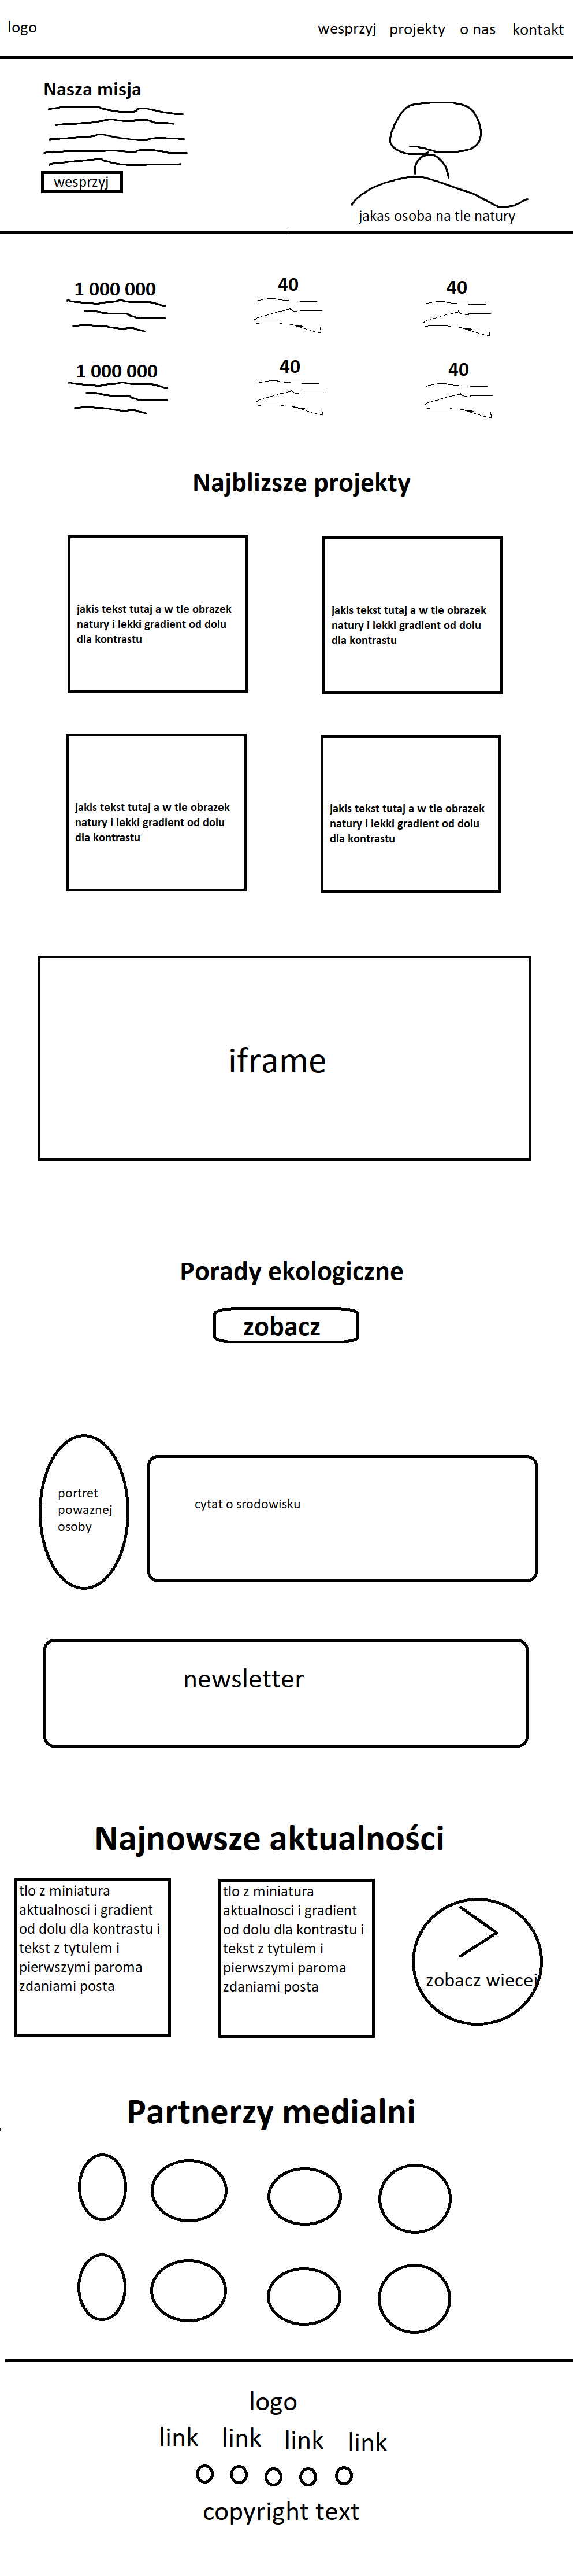 logo
wesprzyj projekty o nas kontakt
Nasza misja
wesprzyj
jakas osoba na tle natury
1 000 000 40 40
1 000 000 40 40
Najblizsze projekty
jakis tekst tutaj a w tle obrazek
natury i lekki gradient od dolu
dla kontrastu
jakis tekst tutaj a w tle obrazek
natury i lekki gradient od dolu
dla kontrastu
jakis tekst tutaj a w tle obrazek
natury i lekki gradient od dolu
dla kontrastu
jakis tekst tutaj a w tle obrazek
natury i lekki gradient od dolu
dla kontrastu
iframe
Porady ekologiczne
zobacz
portret
powaznej
osoby
cytat o srodowisku
newsletter
Najnowsze aktualności
tlo z miniatura
aktualnosci i gradient
od dolu dla kontrastu i
tekst z tytulem i
pierwszymi paroma
zdaniami posta
tlo z miniatura
aktualnosci i gradient
od dolu dla kontrastu i
tekst z tytulem i
pierwszymi paroma
zdaniami posta
zobacz wiecej
Partnerzy medialni
logo
link link link link
copyright text